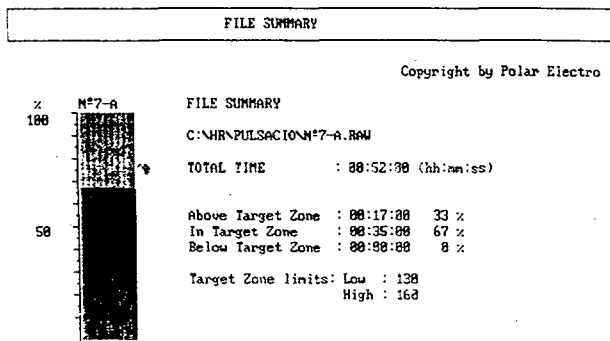 FILE SUMMARY
Copyright by Polar Electro
% Nº7-A FILE SUMMARY
100
C:\HR\PULSACIO\Nº7-A.RAW
TOTAL TIME : 00:52:00 (hh:mm:ss)
Above Target Zone : 00:17:00 33 %
50 In Target Zone : 00:35:00 67 %
Below Target Zone : 00:00:00 0 %
Target Zone limits: Low : 130
High : 160